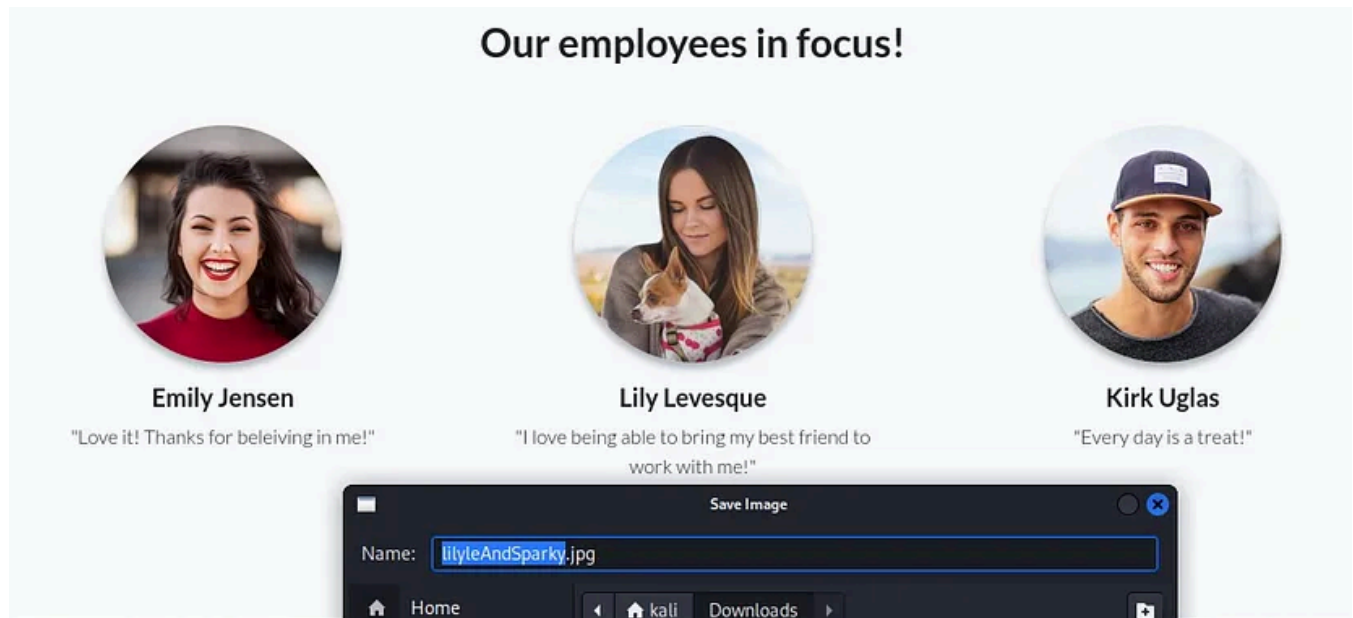 Our employees in focus!
Emily Jensen
Lily Levesque
Kirk Uglas
"Love it! Thanks for beleiving in me!"
"I love being able to bring my best friend to
work with me!"
"Every day is a treat!"
Save Image
Name:
lilyleAndSparky.jpg
Home
kali
Downloads